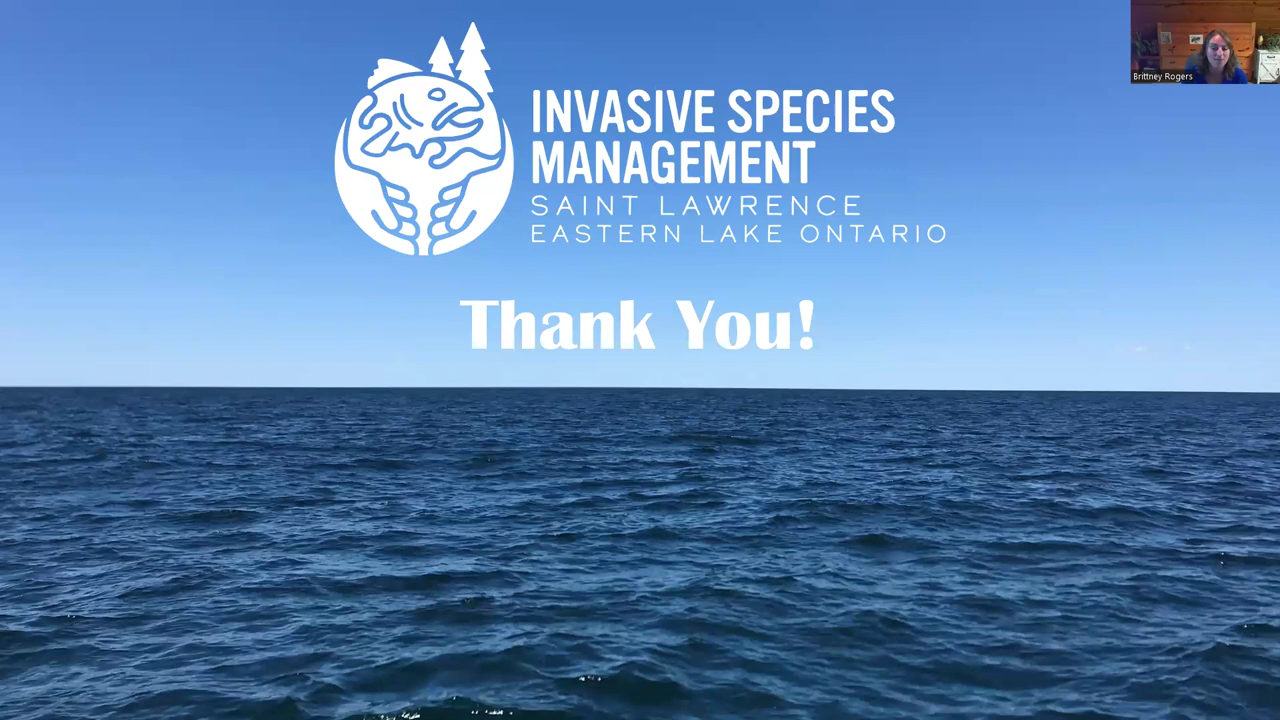 INVASIVE SPECIES
MANAGEMENT
SAINT LAWRENCE
EASTERN LAKE ONTARIO
Thank You!
Brittney Rogers